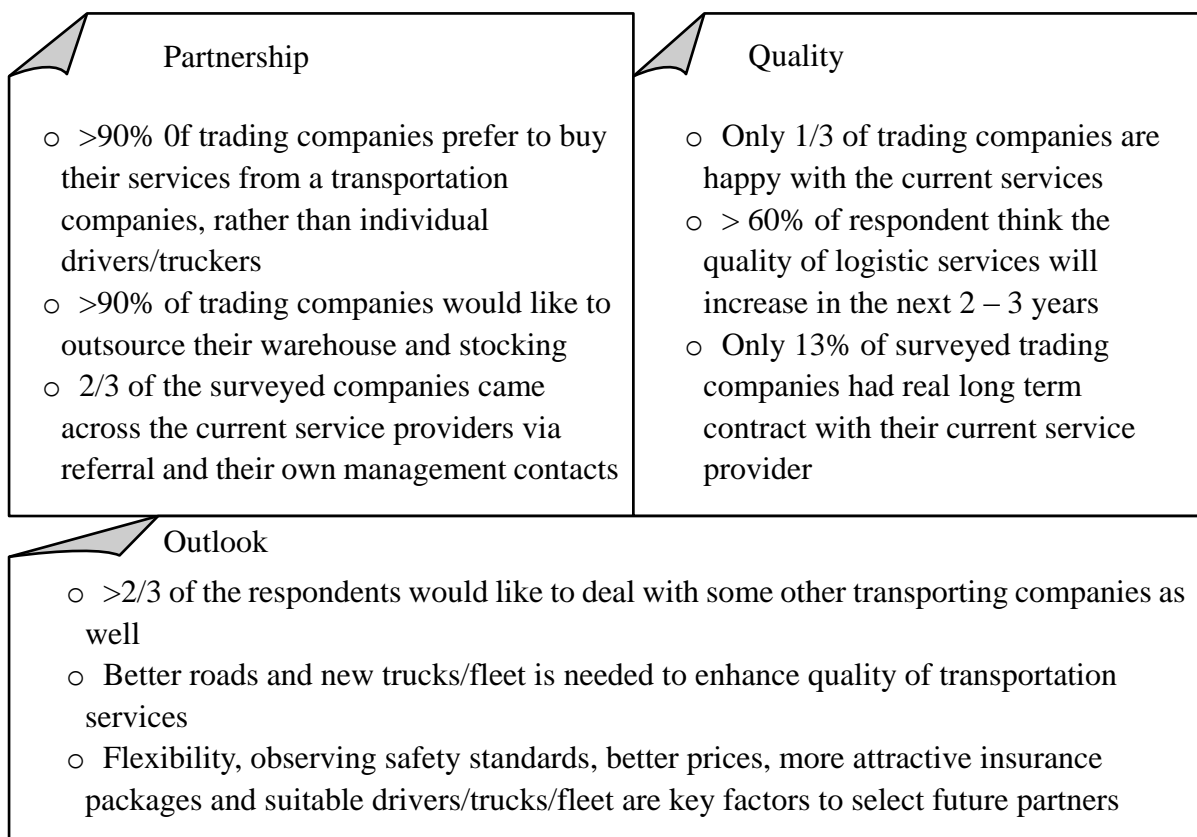 Partnership
o >90% 0f trading companies prefer to buy
their services from a transportation
companies, rather than individual
drivers/truckers
o >90% of trading companies would like to
outsource their warehouse and stocking
o 2/3 of the surveyed companies came
across the current service providers via
referral and their own management contacts
Quality
o Only 1/3 of trading companies are
happy with the current services
o > 60% of respondent think the
quality of logistic services will
increase in the next 2 – 3 years
o Only 13% of surveyed trading
companies had real long term
contract with their current service
provider
Outlook
o >2/3 of the respondents would like to deal with some other transporting companies as
well
o Better roads and new trucks/fleet is needed to enhance quality of transportation
services
o Flexibility, observing safety standards, better prices, more attractive insurance
packages and suitable drivers/trucks/fleet are key factors to select future partners